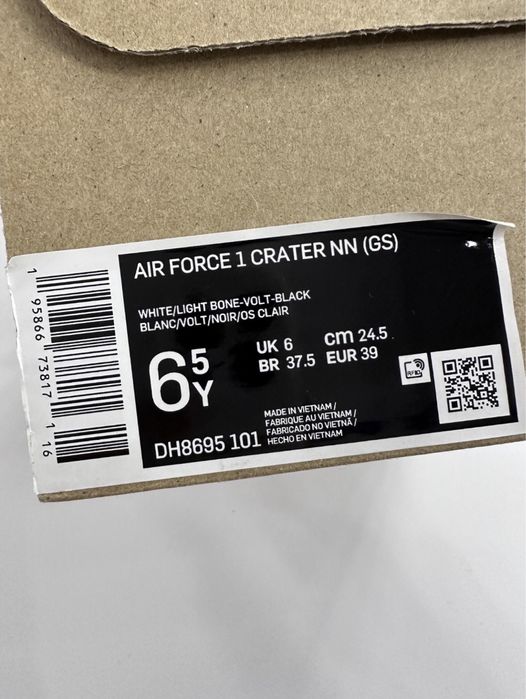 AIR FORCE 1 CRATER NN (GS)
WHITE/LIGHT BONE-VOLT-BLACK
BLANC/VOLT/NOIR/OS CLAIR
6 5 Y
UK 6 cm 24.5
BR 37.5 EUR 39
RFID
DH8695 101
MADE IN VIETNAM /
FABRIQUE AU VIETNAM /
FABRICADO NO VIETNÃ /
HECHO EN VIETNAM
1 95866 73817 1 16